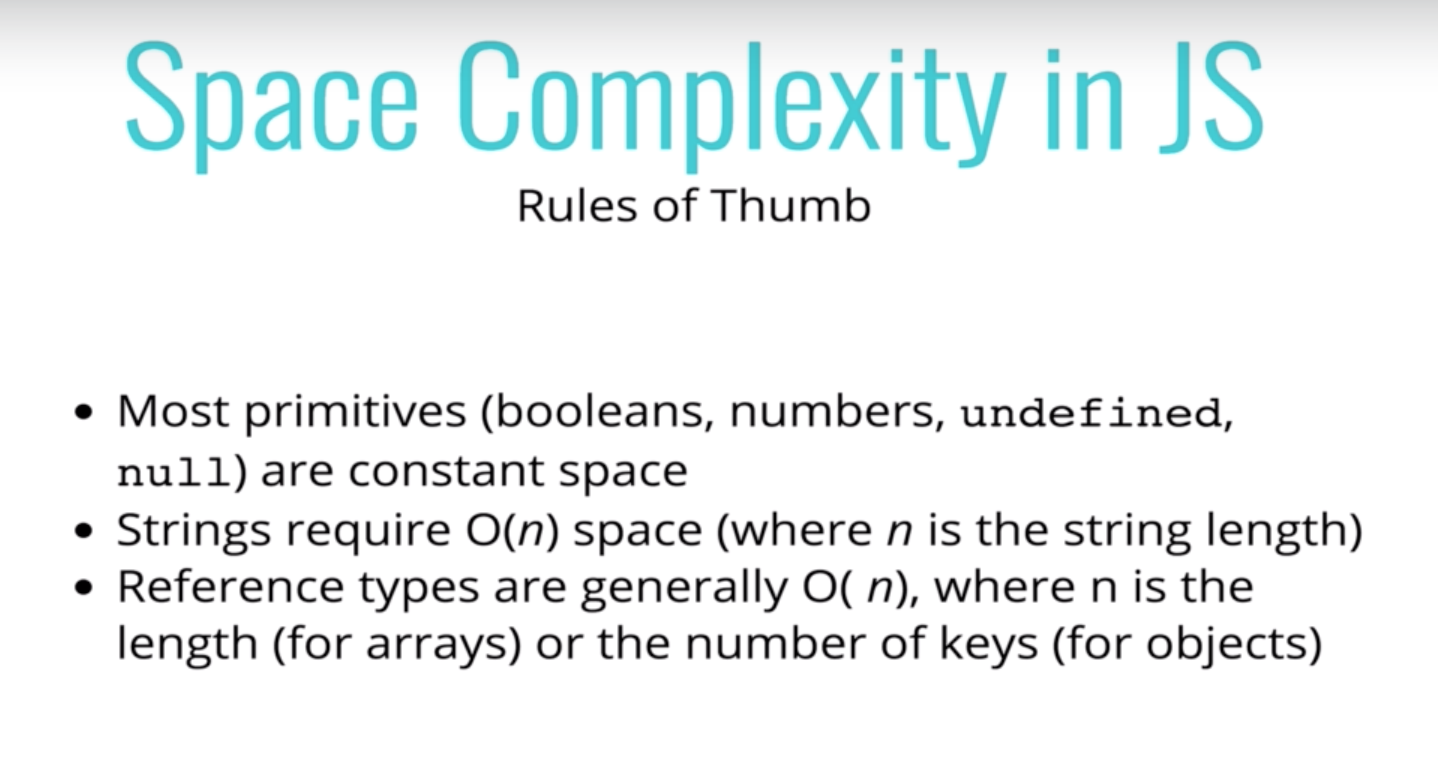 Space Complexity in JS
Rules of Thumb
• Most primitives (booleans, numbers, undefined,
null) are constant space
• Strings require O(n) space (where n is the string length)
• Reference types are generally O( n), where n is the
length (for arrays) or the number of keys (for objects)